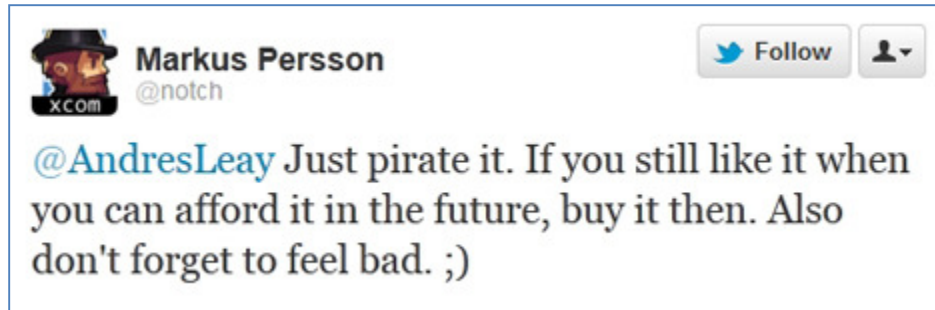 Markus Persson
@notch
Follow
xcom
@AndresLeay Just pirate it. If you still like it when
you can afford it in the future, buy it then. Also
don't forget to feel bad. ;)